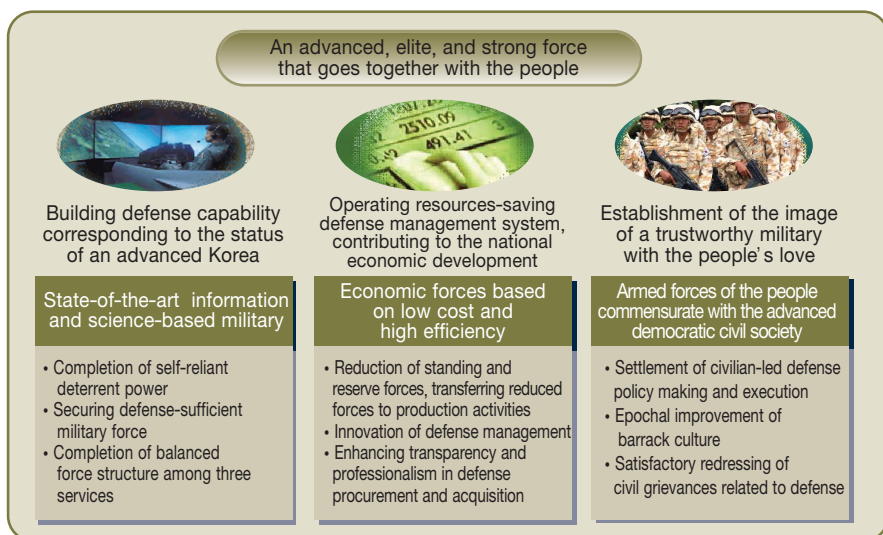 An advanced, elite, and strong force
that goes together with the people
2510.09
491.41
Building defense capability
corresponding to the status
of an advanced Korea
State-of-the-art information
and science-based military
• Completion of self-reliant
deterrent power
• Securing defense-sufficient
military force
• Completion of balanced
force structure among three
services
Operating resources-saving
defense management system,
contributing to the national
economic development
Economic forces based
on low cost and
high efficiency
• Reduction of standing and
reserve forces, transferring reduced
forces to production activities
• Innovation of defense management
• Enhancing transparency and
professionalism in defense
procurement and acquisition
Establishment of the image
of a trustworthy military
with the people's love
Armed forces of the people
commensurate with the advanced
democratic civil society
• Settlement of civilian-led defense
policy making and execution
• Epochal improvement of
barrack culture
• Satisfactory redressing of
civil grievances related to defense